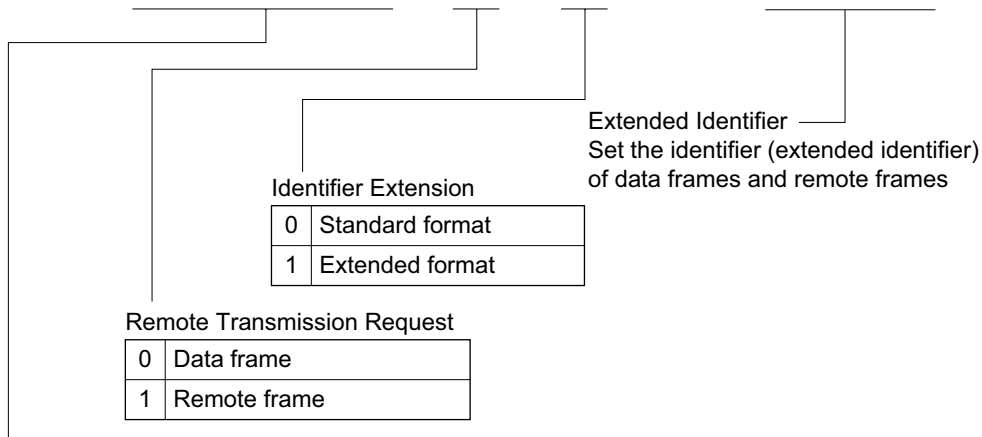 Extended Identifier
Set the identifier (extended identifier)
of data frames and remote frames
Identifier Extension
0 Standard format
1 Extended format
Remote Transmission Request
0 Data frame
1 Remote frame